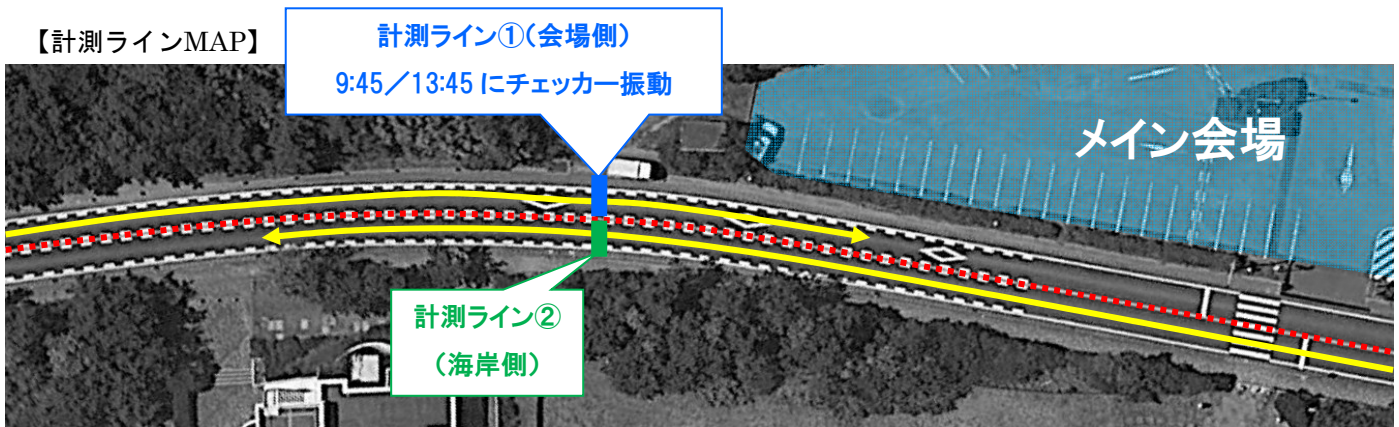 【計測ラインMAP】
計測ライン①(会場側)
9:45/13:45 にチェッカー振動
メイン会場
計測ライン②
(海岸側)